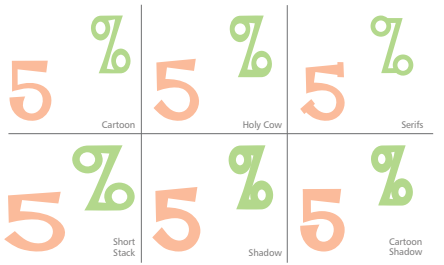 5 %
Cartoon
5 %
Holy Cow
5 %
Serifs
5 %
Short
Stack
5 %
Shadow
5 %
Cartoon
Shadow